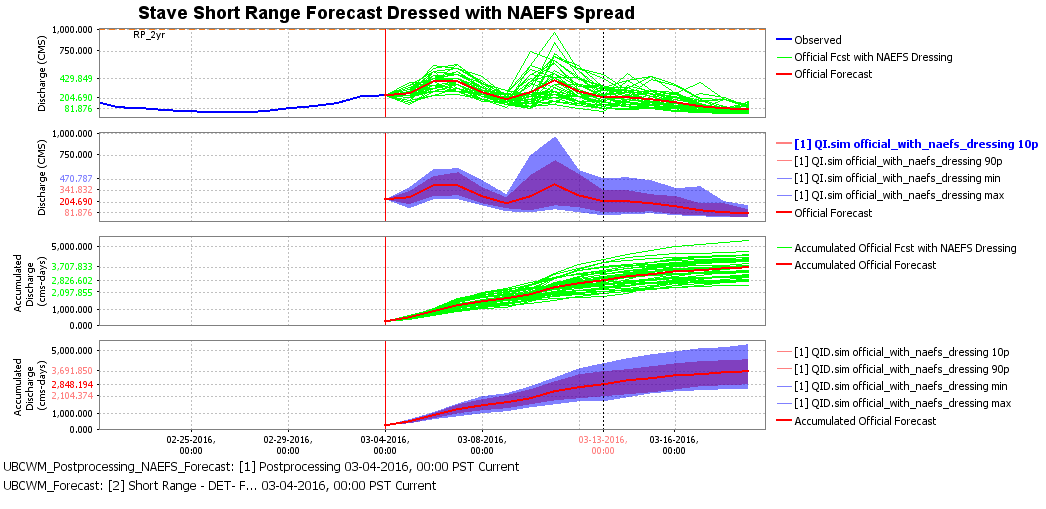 Stave Short Range Forecast Dressed with NAEFS Spread
Discharge (CMS)
1,000.000
750.000
429.849
204.690
81.876
RP_2yr
Observed
Official Fcst with NAEFS Dressing
Official Forecast
Discharge (CMS)
1,000.000
750.000
470.787
341.832
204.690
81.876
[1] QI.sim official_with_naefs_dressing 10p
[1] QI.sim official_with_naefs_dressing 90p
[1] QI.sim official_with_naefs_dressing min
[1] QI.sim official_with_naefs_dressing max
Official Forecast
Accumulated
Discharge
(cms-days)
5,000.000
3,707.833
2,826.602
2,097.855
1,000.000
0.000
Accumulated Official Fcst with NAEFS Dressing
Accumulated Official Forecast
Accumulated
Discharge
(cms-days)
5,000.000
3,691.850
2,848.194
2,104.374
1,000.000
0.000
[1] QID.sim official_with_naefs_dressing 10p
[1] QID.sim official_with_naefs_dressing 90p
[1] QID.sim official_with_naefs_dressing min
[1] QID.sim official_with_naefs_dressing max
Accumulated Official Forecast
02-25-2016, 02-29-2016, 03-04-2016, 03-08-2016, 03-13-2016, 03-16-2016,
00:00 00:00 00:00 00:00 00:00 00:00
UBCWM_Postprocessing_NAEFS_Forecast: [1] Postprocessing 03-04-2016, 00:00 PST Current
UBCWM_Forecast: [2] Short Range - DET- F... 03-04-2016, 00:00 PST Current